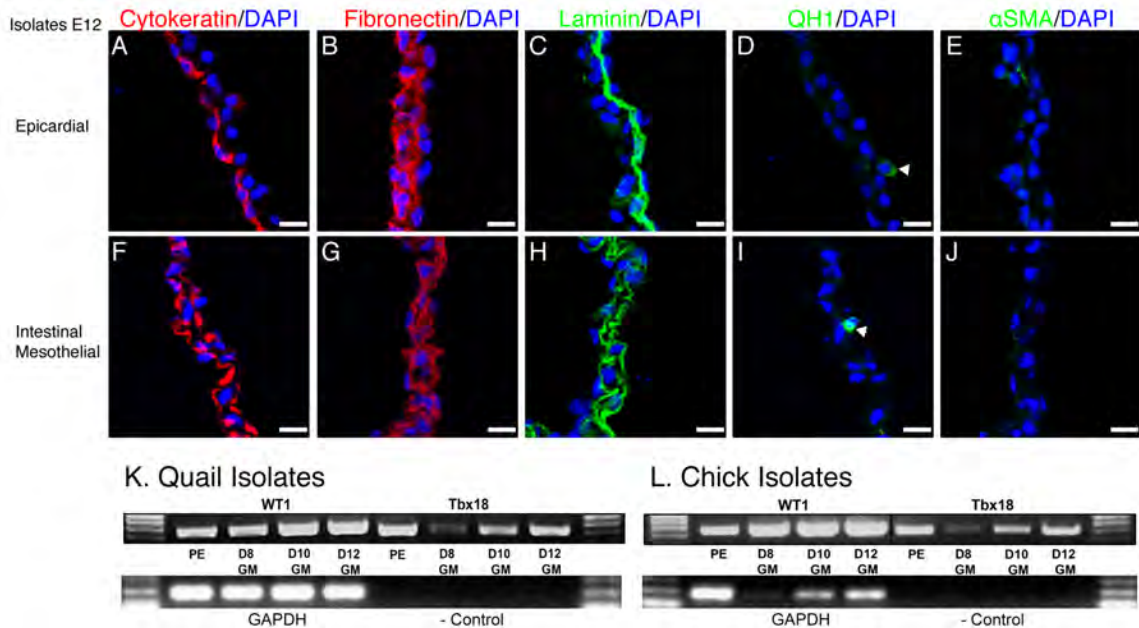 Isolates E12 Cytokeratin/DAPI Fibronectin/DAPI Laminin/DAPI QH1/DAPI αSMA/DAPI
A B C D E
Epicardial
F G H I J
Intestinal
Mesothelial
K. Quail Isolates
WT1 Tbx18
PE D8 D10 D12 PE D8 D10 D12
GM GM GM GM GM GM
GAPDH - Control
L. Chick Isolates
WT1 Tbx18
PE D8 D10 D12 PE D8 D10 D12
GM GM GM GM GM GM
GAPDH - Control